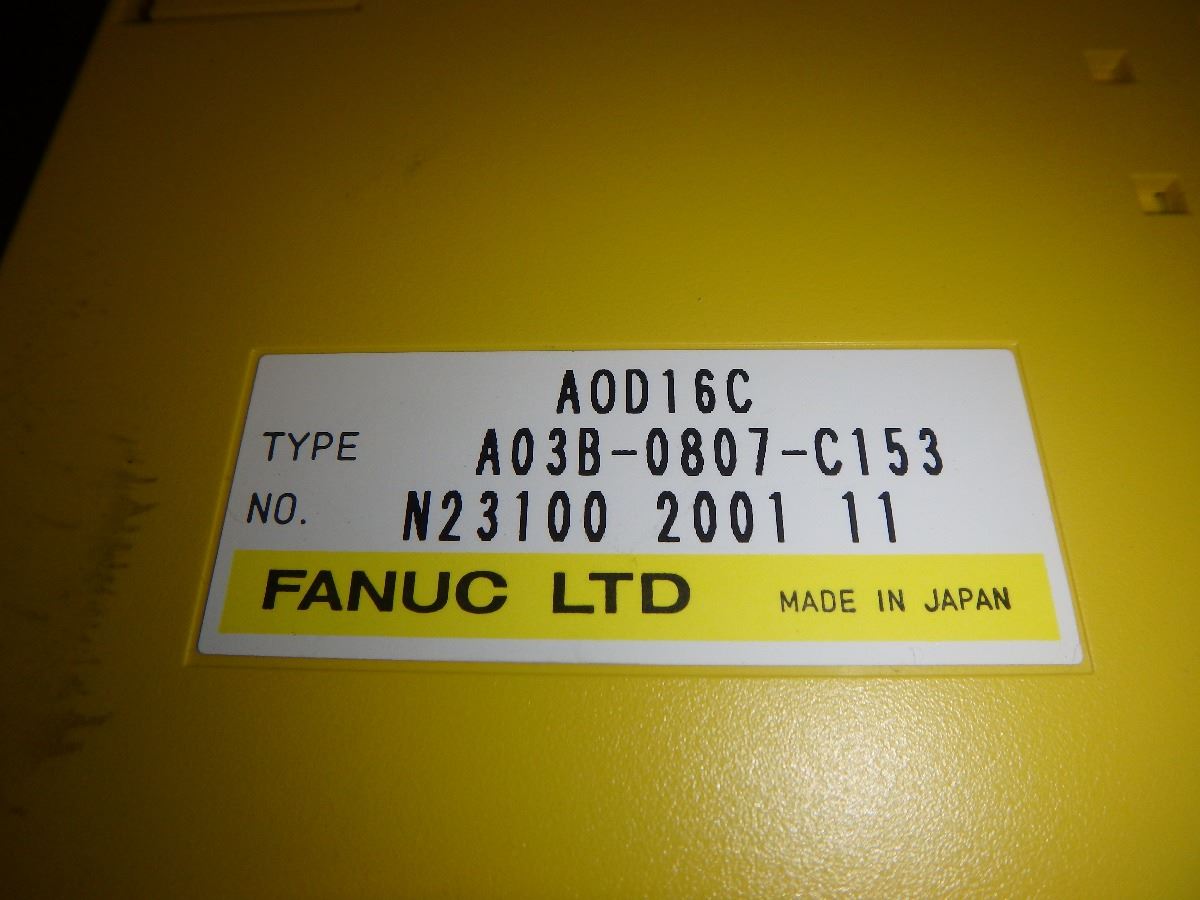 AOD16C
TYPE A03B-0807-C153
NO. N23100 2001 11
FANUC LTD MADE IN JAPAN